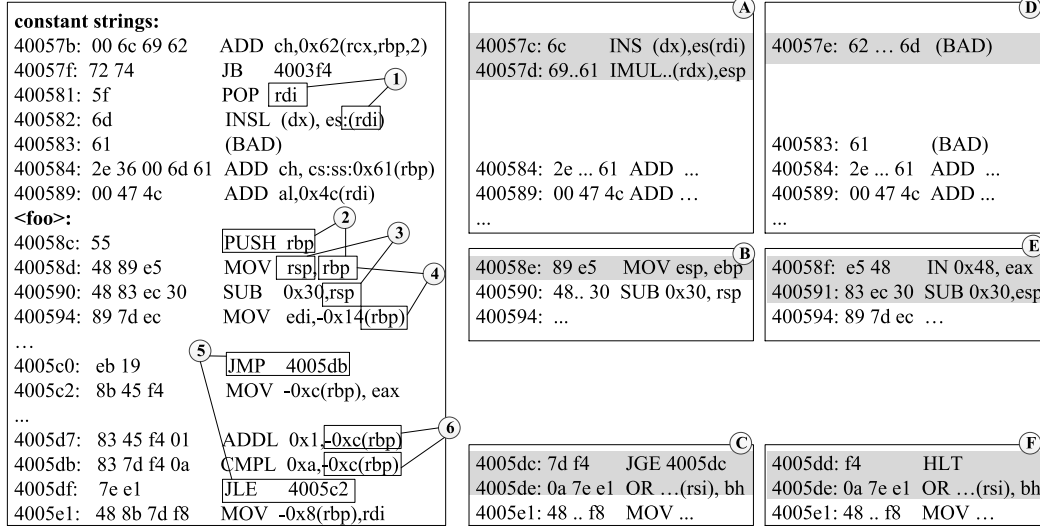 constant strings:
40057b: 00 6c 69 62 ADD ch,0x62(rcx,rbp,2)
40057f: 72 74 JB 4003f4
400581: 5f POP rdi
400582: 6d INSL (dx), es:(rdi)
400583: 61 (BAD)
400584: 2e 36 00 6d 61 ADD ch, cs:ss:0x61(rbp)
400589: 00 47 4c ADD al,0x4c(rdi)
<foo>:
40058c: 55 PUSH rbp
40058d: 48 89 e5 MOV rsp, rbp
400590: 48 83 ec 30 SUB 0x30,rsp
400594: 89 7d ec MOV edi,-0x14(rbp)
…
4005c0: eb 19 JMP 4005db
4005c2: 8b 45 f4 MOV -0xc(rbp), eax
...
4005d7: 83 45 f4 01 ADDL 0x1,-0xc(rbp)
4005db: 83 7d f4 0a CMPL 0xa,-0xc(rbp)
4005df: 7e e1 JLE 4005c2
4005e1: 48 8b 7d f8 MOV -0x8(rbp),rdi
1
2
3
4
5
6
A
40057c: 6c INS (dx),es(rdi)
40057d: 69..61 IMUL..(rdx),esp
400584: 2e ... 61 ADD ...
400589: 00 47 4c ADD …
...
B
40058e: 89 e5 MOV esp, ebp
400590: 48.. 30 SUB 0x30, rsp
400594: ...
C
4005dc: 7d f4 JGE 4005dc
4005de: 0a 7e e1 OR …(rsi), bh
4005e1: 48 .. f8 MOV ...
D
40057e: 62 … 6d (BAD)
400583: 61 (BAD)
400584: 2e ... 61 ADD ...
400589: 00 47 4c ADD ...
...
E
40058f: e5 48 IN 0x48, eax
400591: 83 ec 30 SUB 0x30,esp
400594: 89 7d ec …
F
4005dd: f4 HLT
4005de: 0a 7e e1 OR …(rsi), bh
4005e1: 48 .. f8 MOV …